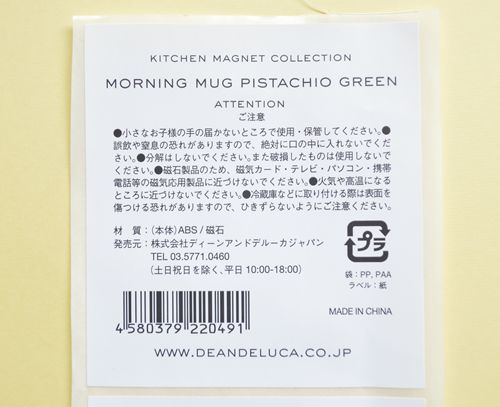 KITCHEN MAGNET COLLECTION
MORNING MUG PISTACHIO GREEN
ATTENTION
ご注意
●小さなお子様の手の届かないところで使用・保管してください。●
誤飲や窒息の恐れがありますので、絶対に口の中に入れないでくだ
さい。●分解はしないでください。また破損したものは使用しないで
ください。●磁石製品のため、磁気カード・テレビ・パソコン・携帯
電話等の磁気応用製品に近づけないでください。●火気や高温になる
ところに近づけないでください。●冷蔵庫などに取り付ける際は表面を
傷つける恐れがありますので、ひきずらないようにご注意ください。
材 質：(本体)ABS / 磁石
発売元：株式会社ディーンアンドデルーカジャパン
TEL 03.5771.0460
(土日祝日を除く、平日 10:00-18:00)
プラ
袋：PP, PAA
ラベル：紙
4 580379 220491
MADE IN CHINA
WWW.DEANDELUCA.CO.JP